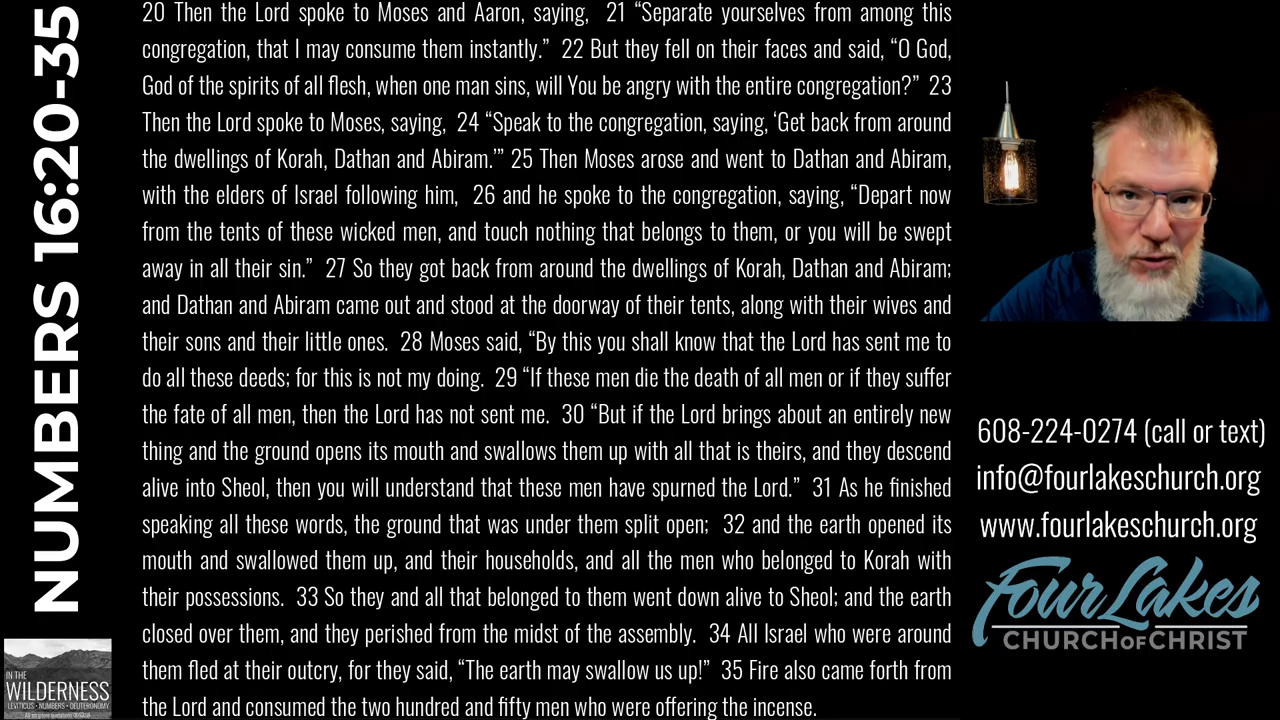 NUMBERS 16:20-35
20 Then the Lord spoke to Moses and Aaron, saying, 21 “Separate yourselves from among this
congregation, that I may consume them instantly.” 22 But they fell on their faces and said, “O God,
God of the spirits of all flesh, when one man sins, will You be angry with the entire congregation?” 23
Then the Lord spoke to Moses, saying, 24 “Speak to the congregation, saying, ‘Get back from around
the dwellings of Korah, Dathan and Abiram.’” 25 Then Moses arose and went to Dathan and Abiram,
with the elders of Israel following him, 26 and he spoke to the congregation, saying, “Depart now
from the tents of these wicked men, and touch nothing that belongs to them, or you will be swept
away in all their sin.” 27 So they got back from around the dwellings of Korah, Dathan and Abiram;
and Dathan and Abiram came out and stood at the doorway of their tents, along with their wives and
their sons and their little ones. 28 Moses said, “By this you shall know that the Lord has sent me to
do all these deeds; for this is not my doing. 29 “If these men die the death of all men or if they suffer
the fate of all men, then the Lord has not sent me. 30 “But if the Lord brings about an entirely new
thing and the ground opens its mouth and swallows them up with all that is theirs, and they descend
alive into Sheol, then you will understand that these men have spurned the Lord.” 31 As he finished
speaking all these words, the ground that was under them split open; 32 and the earth opened its
mouth and swallowed them up, and their households, and all the men who belonged to Korah with
their possessions. 33 So they and all that belonged to them went down alive to Sheol; and the earth
closed over them, and they perished from the midst of the assembly. 34 All Israel who were around
them fled at their outcry, for they said, “The earth may swallow us up!” 35 Fire also came forth from
the Lord and consumed the two hundred and fifty men who were offering the incense.
608-224-0274 (call or text)
info@fourlakeschurch.org
www.fourlakeschurch.org
Four Lakes
CHURCH OF CHRIST
IN THE
WILDERNESS
LEVITICUS • NUMBERS • DEUTERONOMY